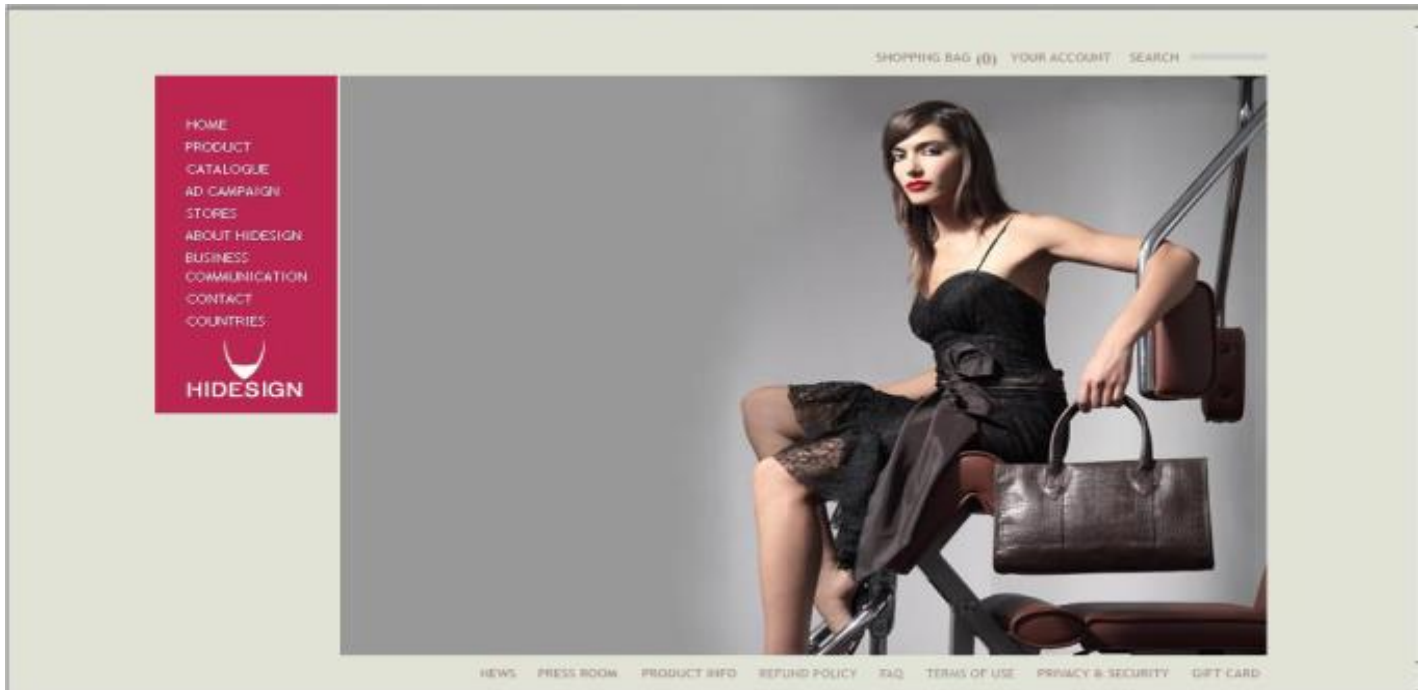 SHOPPING BAG (0) YOUR ACCOUNT SEARCH
HOME
PRODUCT
CATALOGUE
AD CAMPAIGN
STORES
ABOUT HIDESIGN
BUSINESS
COMMUNICATION
CONTACT
COUNTRIES
HIDESIGN
NEWS PRESS ROOM PRODUCT INFO REFUND POLICY FAQ TERMS OF USE PRIVACY & SECURITY GIFT CARD